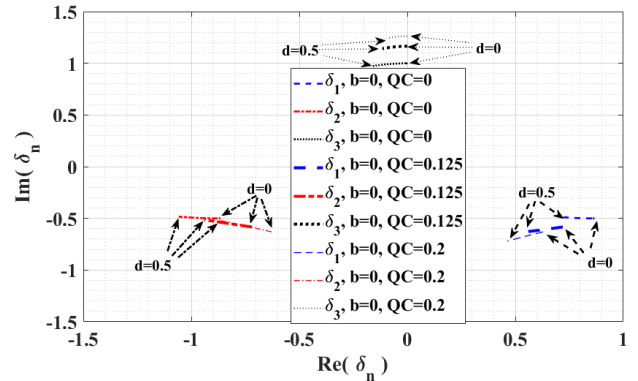 1.5
1
0.5
0
-0.5
-1
-1.5
Im( δn )
d=0.5
d=0
δ1, b=0, QC=0
δ2, b=0, QC=0
δ3, b=0, QC=0
δ1, b=0, QC=0.125
δ2, b=0, QC=0.125
δ3, b=0, QC=0.125
δ1, b=0, QC=0.2
δ2, b=0, QC=0.2
δ3, b=0, QC=0.2
d=0
d=0.5
d=0.5
d=0
-1.5
-1
-0.5
0
0.5
1
Re( δn )